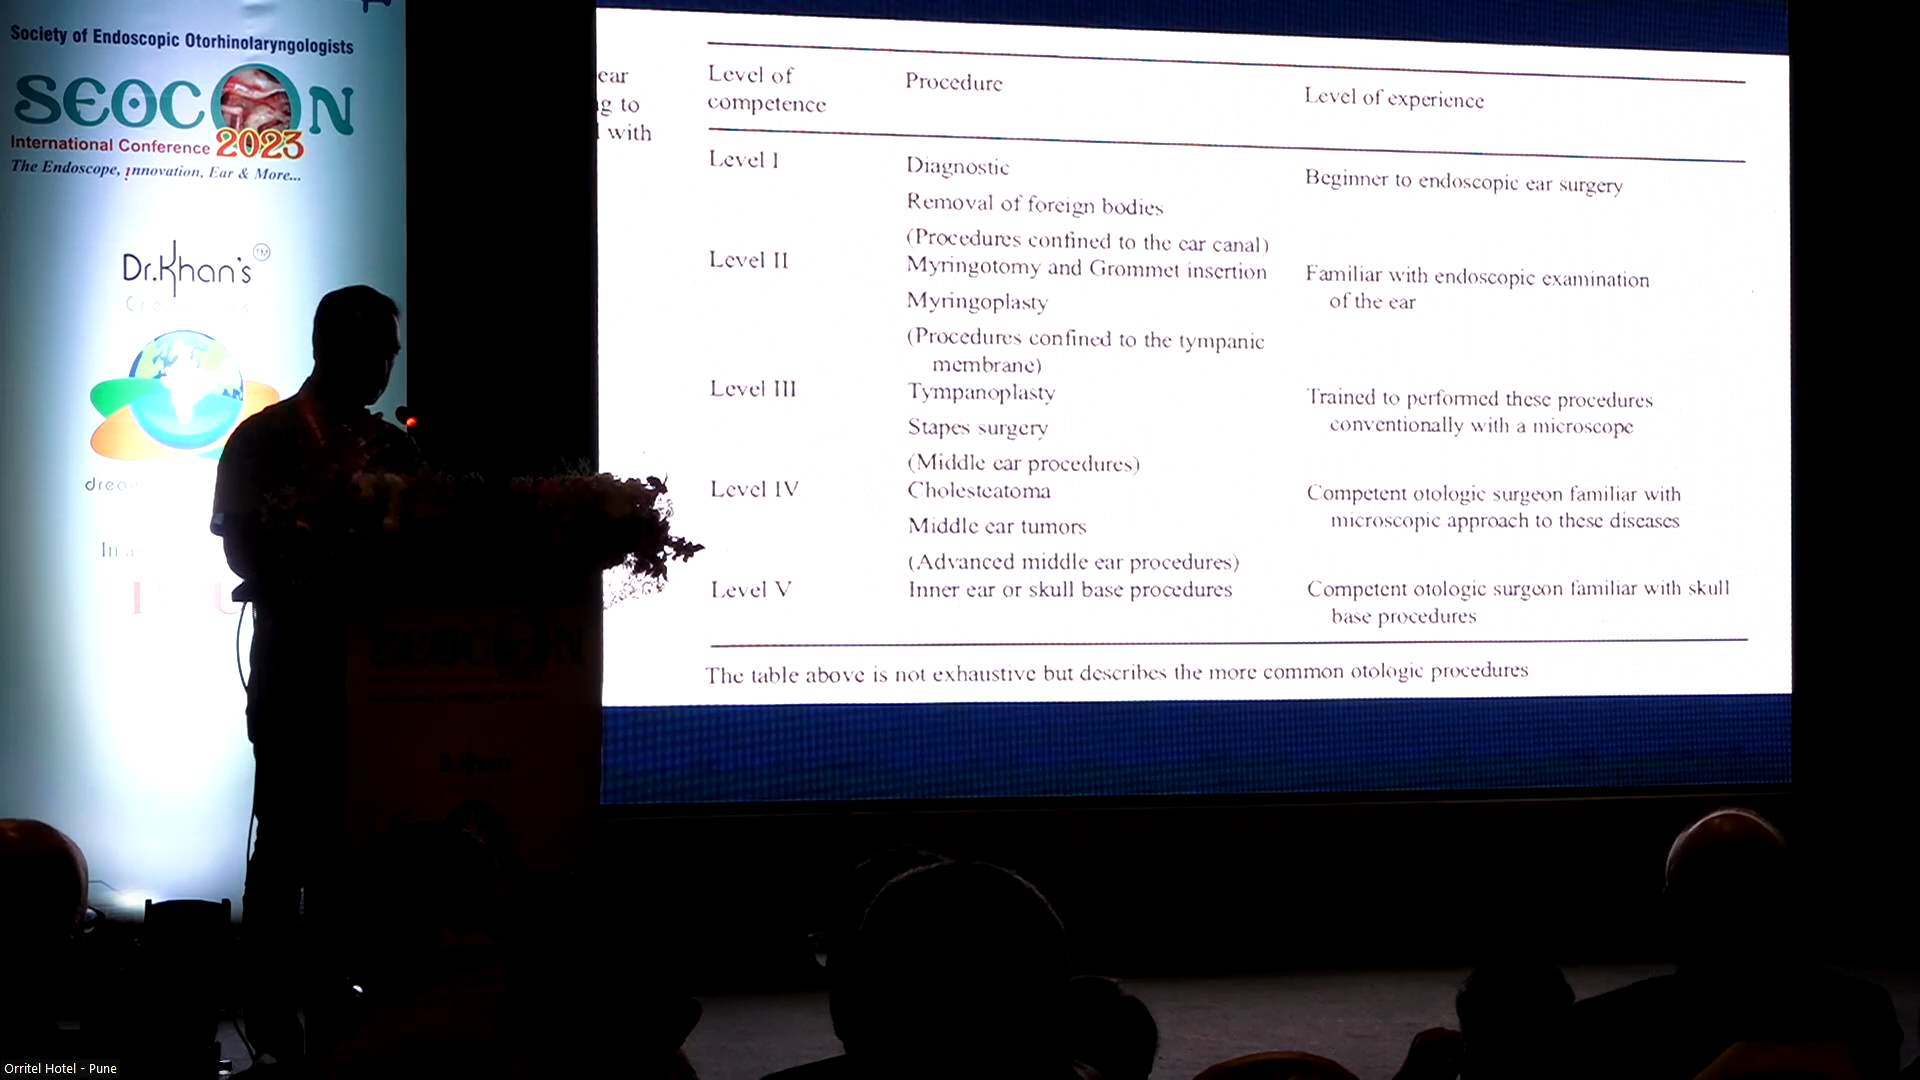 Society of Endoscopic Otorhinolaryngologists
SEOCON
International Conference 2023
The Endoscope, innovation, Ear & More...
Dr.Khan's TM
Orritel Hotel - Pune
ear
g to
with
Level of competence Procedure Level of experience
Level I Diagnostic Beginner to endoscopic ear surgery
Removal of foreign bodies
(Procedures confined to the ear canal)
Level II Myringotomy and Grommet insertion Familiar with endoscopic examination
of the ear
Myringoplasty
(Procedures confined to the tympanic
membrane)
Level III Tympanoplasty Trained to performed these procedures
conventionally with a microscope
Stapes surgery
(Middle ear procedures)
Level IV Cholesteatoma Competent otologic surgeon familiar with
microscopic approach to these diseases
Middle ear tumors
(Advanced middle ear procedures)
Level V Inner ear or skull base procedures Competent otologic surgeon familiar with skull
base procedures
The table above is not exhaustive but describes the more common otologic procedures
SEOCON